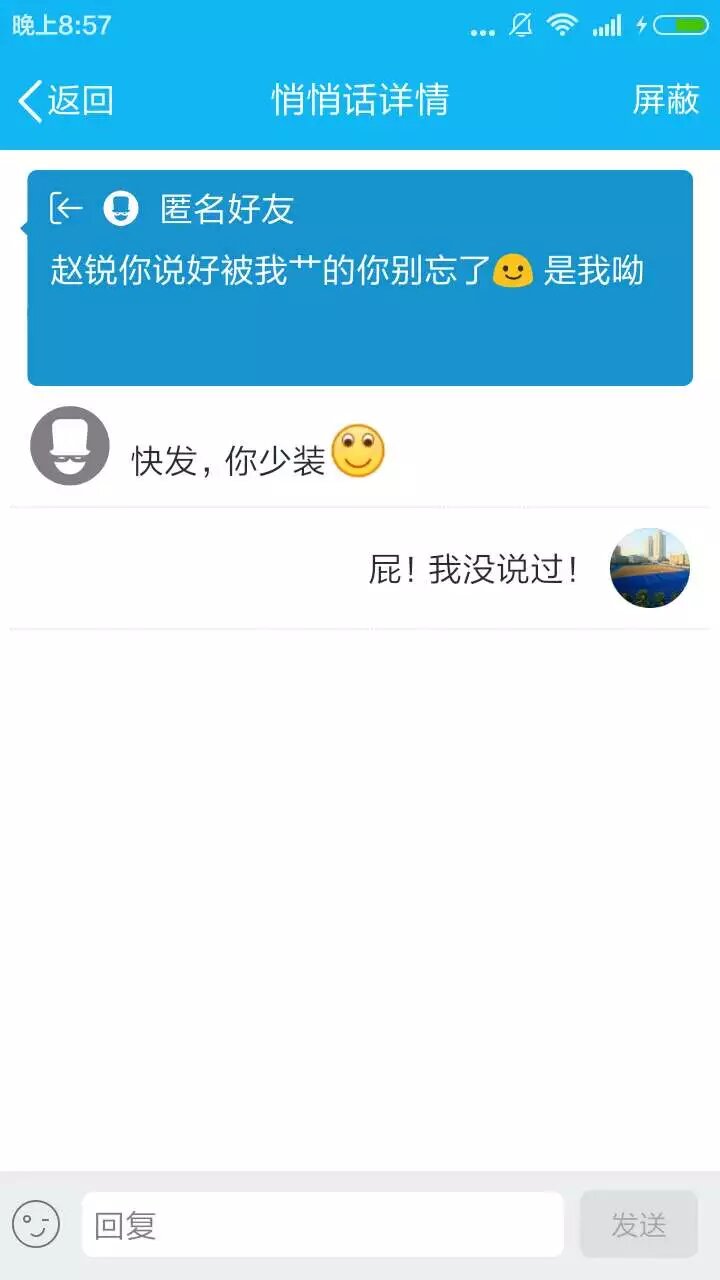 晚上8:57
返回 悄悄话详情 屏蔽
匿名好友
赵锐你说好被我艹的你别忘了🙂 是我呦
快发，你少装
屁！我没说过！
回复 发送